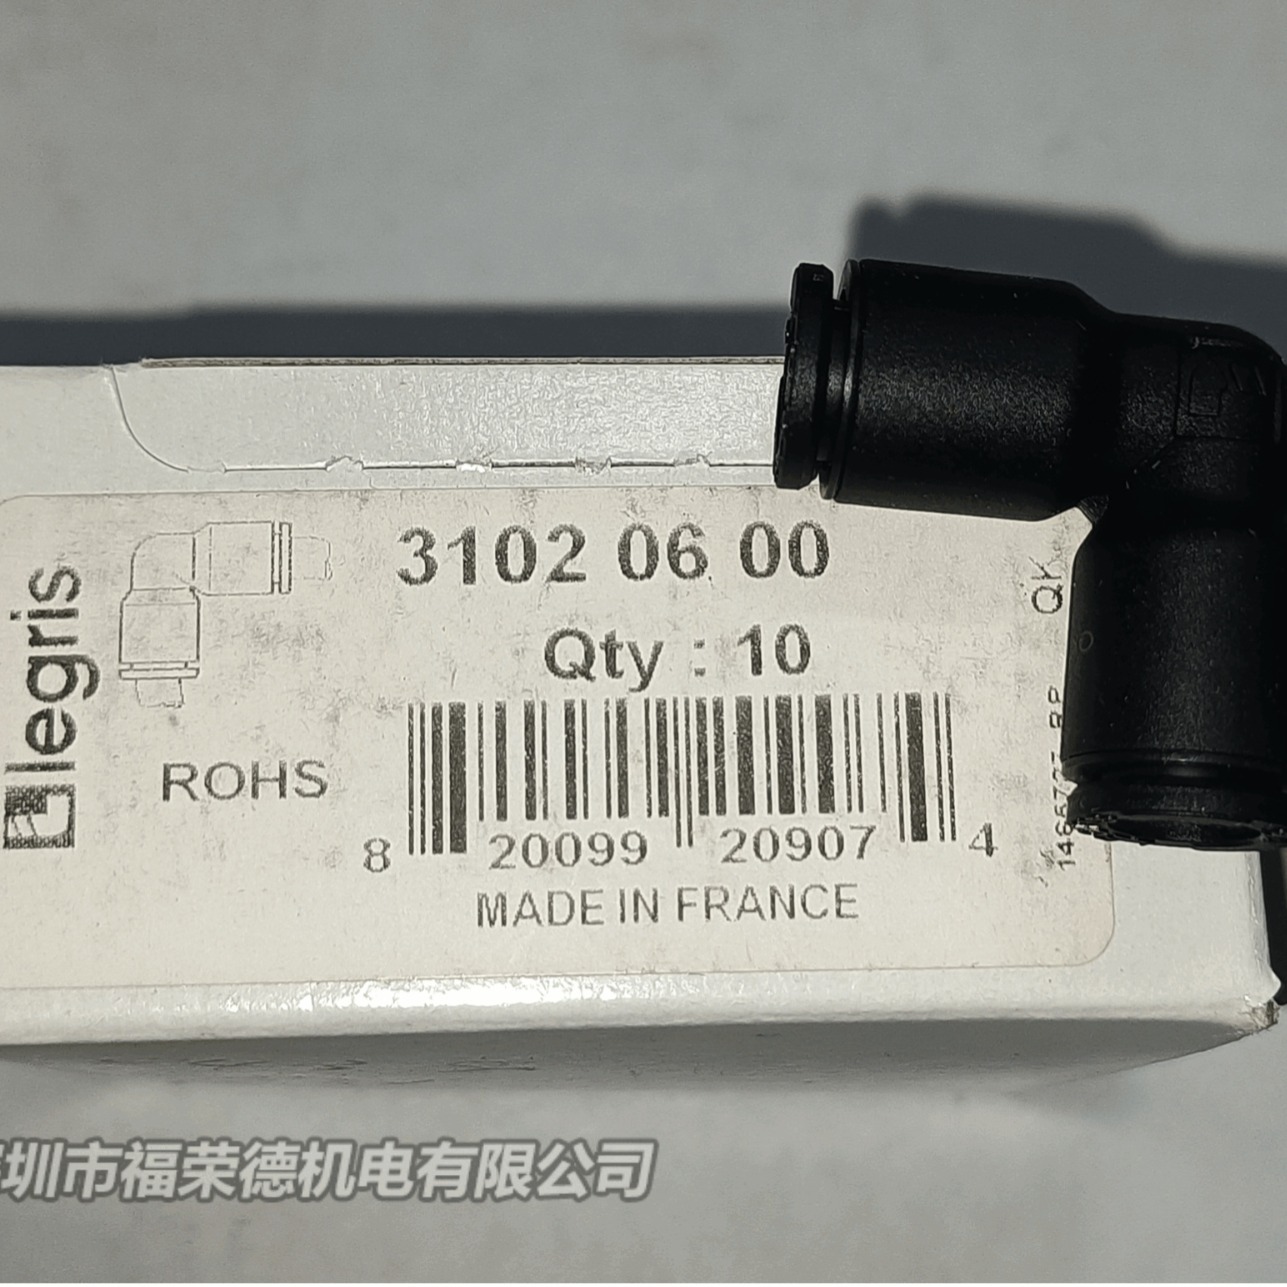 legris
3102 06 00
Qty : 10
ROHS
8 20099 20907 4
MADE IN FRANCE
QK
圳市福荣德机电有限公司